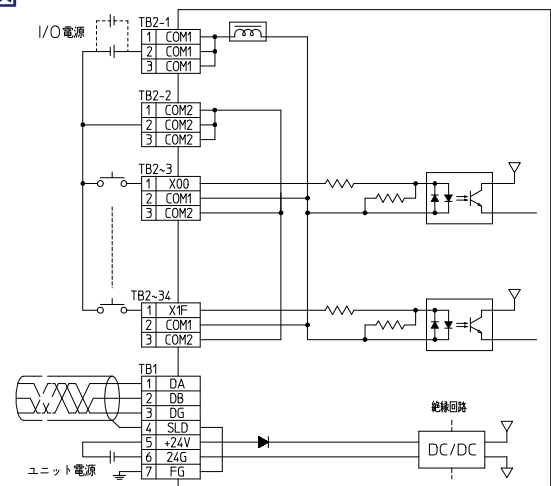 I/O電源
TB2-1
1 COM1
2 COM1
3 COM1
TB2-2
1 COM2
2 COM2
3 COM2
TB2~3
1 X00
2 COM1
3 COM2
TB2~34
1 X1F
2 COM1
3 COM2
TB1
1 DA
2 DB
3 DG
4 SLD
5 +24V
6 24G
7 FG
ユニット電源
絶縁回路
DC/DC